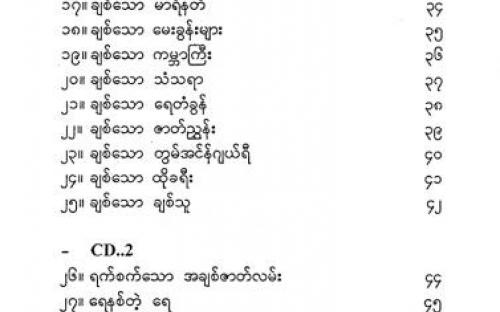 ၁၇။ ချစ်သော မာရီနတ် ၃၄
၁၈။ ချစ်သော မေးခွန်းများ ၃၅
၁၉။ ချစ်သော ကမ္ဘာကြီး ၃၆
၂၀။ ချစ်သော သံသရာ ၃၇
၂၁။ ချစ်သော ရေတံခွန် ၃၈
၂၂။ ချစ်သော ဇာတ်ညွှန်း ၃၉
၂၃။ ချစ်သော တွမ်အင်န်ဂျယ်ရီ ၄၀
၂၄။ ချစ်သော ထိုခရီး ၄၁
၂၅။ ချစ်သော ချစ်သူ ၄၂
- CD..2
၂၆။ ရက်စက်သော အချစ်ဇာတ်လမ်း ၄၄
၂၇။ ရေနစ်တဲ့ ရေ ၄၅